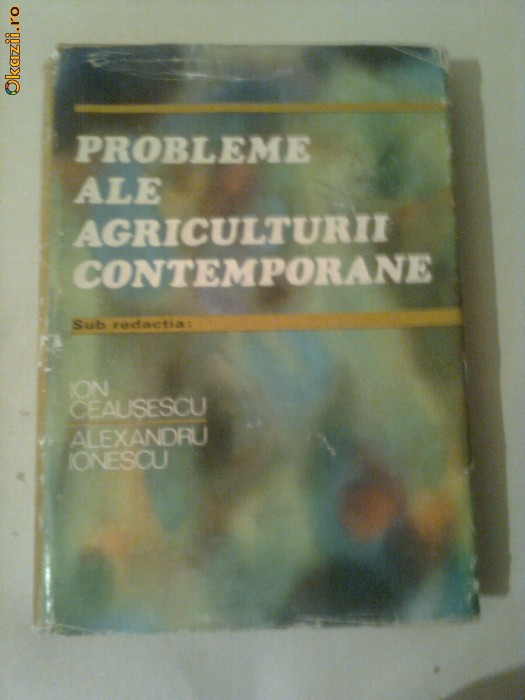 Okazii.ro
PROBLEME
ALE
AGRICULTURII
CONTEMPORANE
Sub redactia:
ION
CEAUSESCU
ALEXANDRU
IONESCU